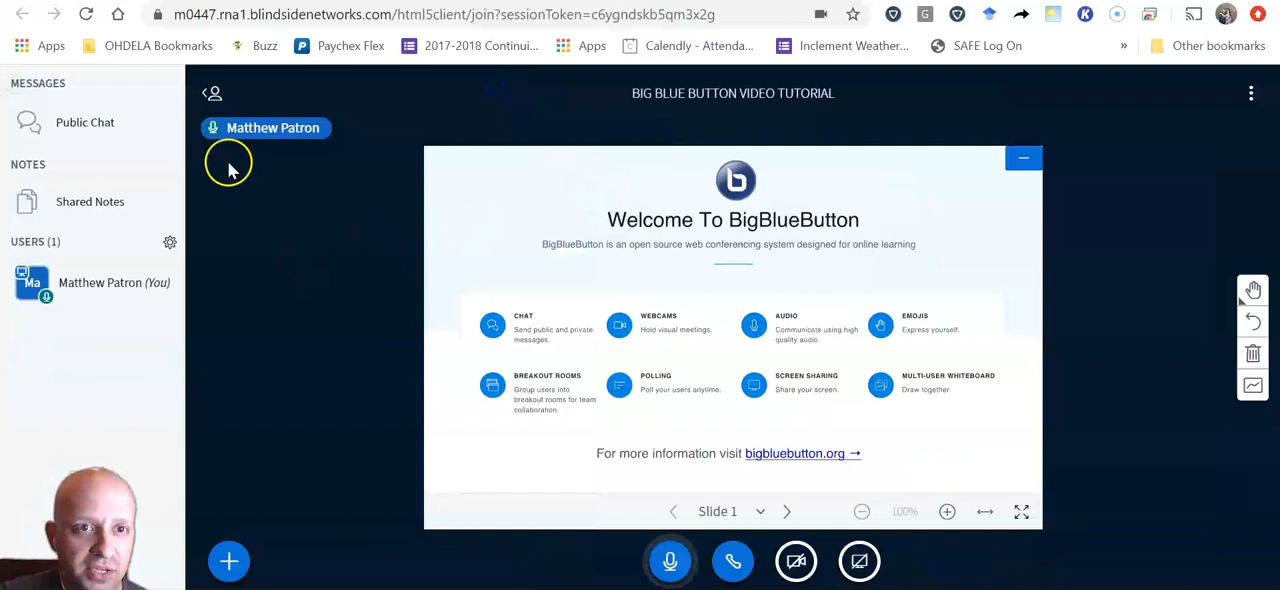 m0447.rna1.blindsidenetworks.com/html5client/join?sessionToken=c6ygndskb5qm3x2g
Apps OHDELA Bookmarks Buzz Paychex Flex 2017-2018 Continui... Apps Calendly - Attenda... Inclement Weather... SAFE Log On » Other bookmarks
MESSAGES
Public Chat
NOTES
Shared Notes
USERS (1)
Ma Matthew Patron (You)
BIG BLUE BUTTON VIDEO TUTORIAL
Matthew Patron
b
Welcome To BigBlueButton
BigBlueButton is an open source web conferencing system designed for online learning
CHAT
Send public and private
messages.
WEBCAMS
Hold visual meetings.
AUDIO
Communicate using high
quality audio.
EMOJIS
Express yourself.
BREAKOUT ROOMS
Group users into
breakout rooms for team
collaboration.
POLLING
Poll your users anytime.
SCREEN SHARING
Share your screen.
MULTI-USER WHITEBOARD
Draw together.
For more information visit bigbluebutton.org →
Slide 1 100%